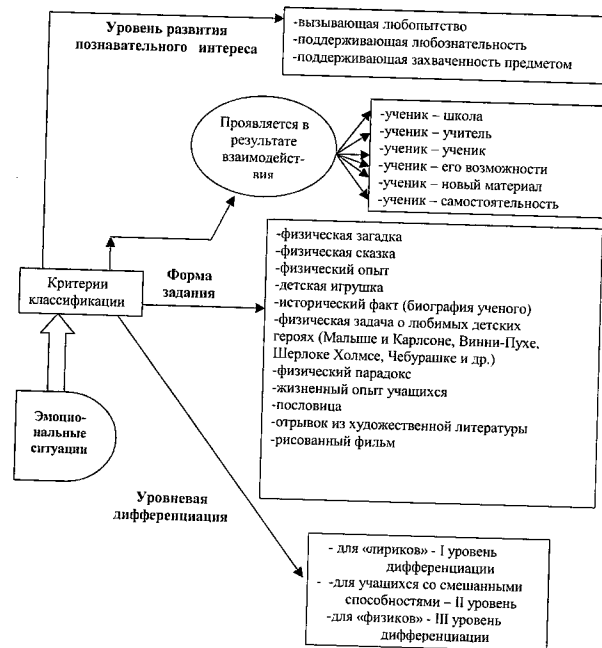 Уровень развития
познавательного интереса
-вызывающая любопытство
-поддерживающая любознательность
-поддерживающая захваченность предметом
Проявляется в
результате
взаимодейст-
вия
-ученик – школа
-ученик – учитель
-ученик – ученик
-ученик – его возможности
-ученик – новый материал
-ученик – самостоятельность
Критерии
классификации
Форма
задания
-физическая загадка
-физическая сказка
-физический опыт
-детская игрушка
-исторический факт (биография ученого)
-физическая задача о любимых детских
героях (Малыше и Карлсоне, Винни-Пухе,
Шерлоке Холмсе, Чебурашке и др.)
-физический парадокс
-жизненный опыт учащихся
-пословица
-отрывок из художественной литературы
-рисованный фильм
Эмоцио-
нальные
ситуации
Уровневая
дифференциация
- для «лириков» - I уровень
дифференциации
- -для учащихся со смешанными
способностями – II уровень
-для «физиков» - III уровень
дифференциации